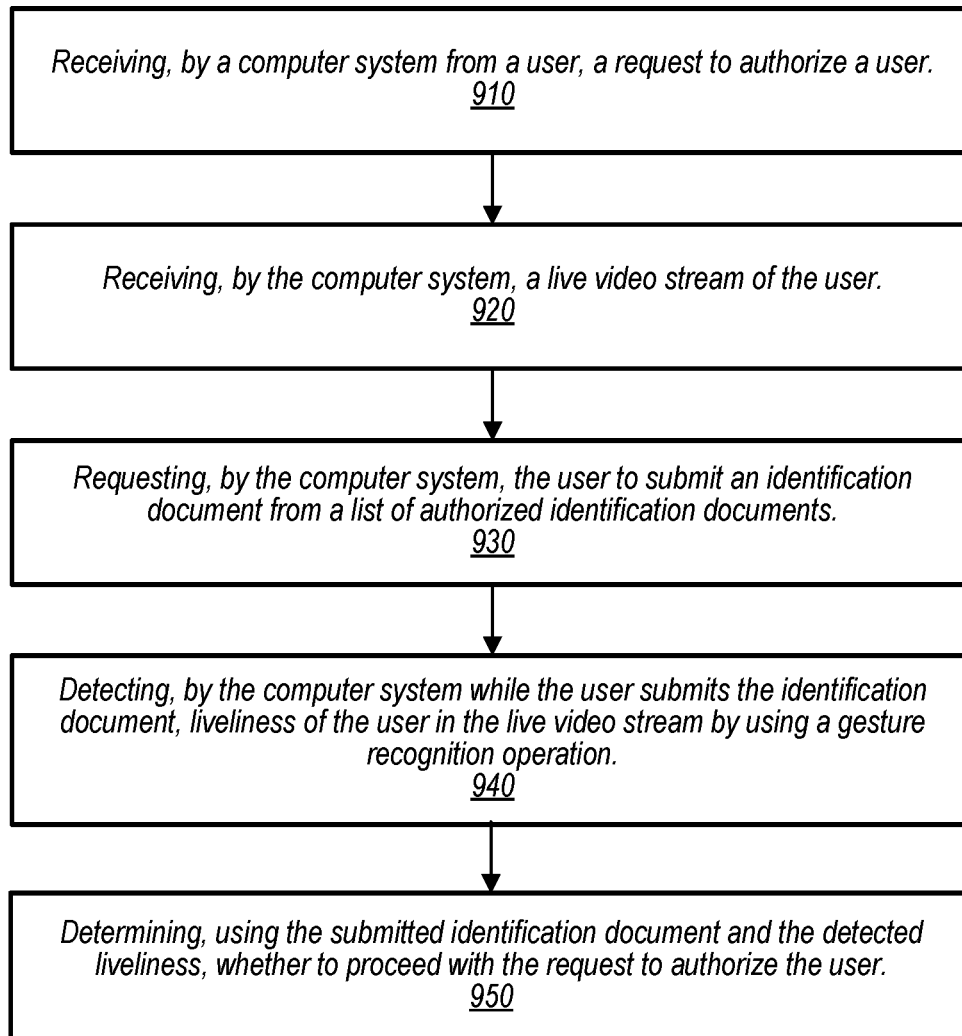 Receiving, by a computer system from a user, a request to authorize a user.
910
Receiving, by the computer system, a live video stream of the user.
920
Requesting, by the computer system, the user to submit an identification
document from a list of authorized identification documents.
930
Detecting, by the computer system while the user submits the identification
document, liveliness of the user in the live video stream by using a gesture
recognition operation.
940
Determining, using the submitted identification document and the detected
liveliness, whether to proceed with the request to authorize the user.
950